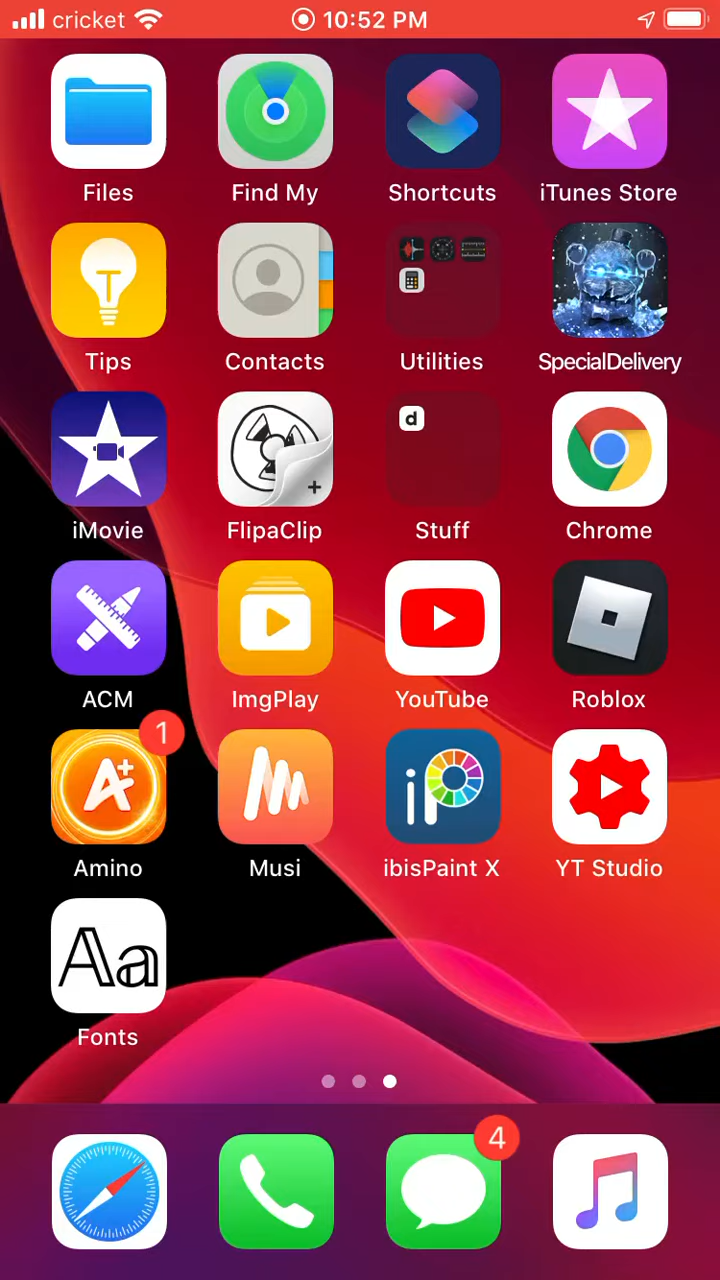 cricket 10:52 PM
Files Find My Shortcuts iTunes Store
Tips Contacts Utilities SpecialDelivery
d
iMovie FlipaClip Stuff Chrome
ACM ImgPlay YouTube Roblox
1
A+ iP
Amino Musi ibisPaint X YT Studio
Aa
Fonts
4